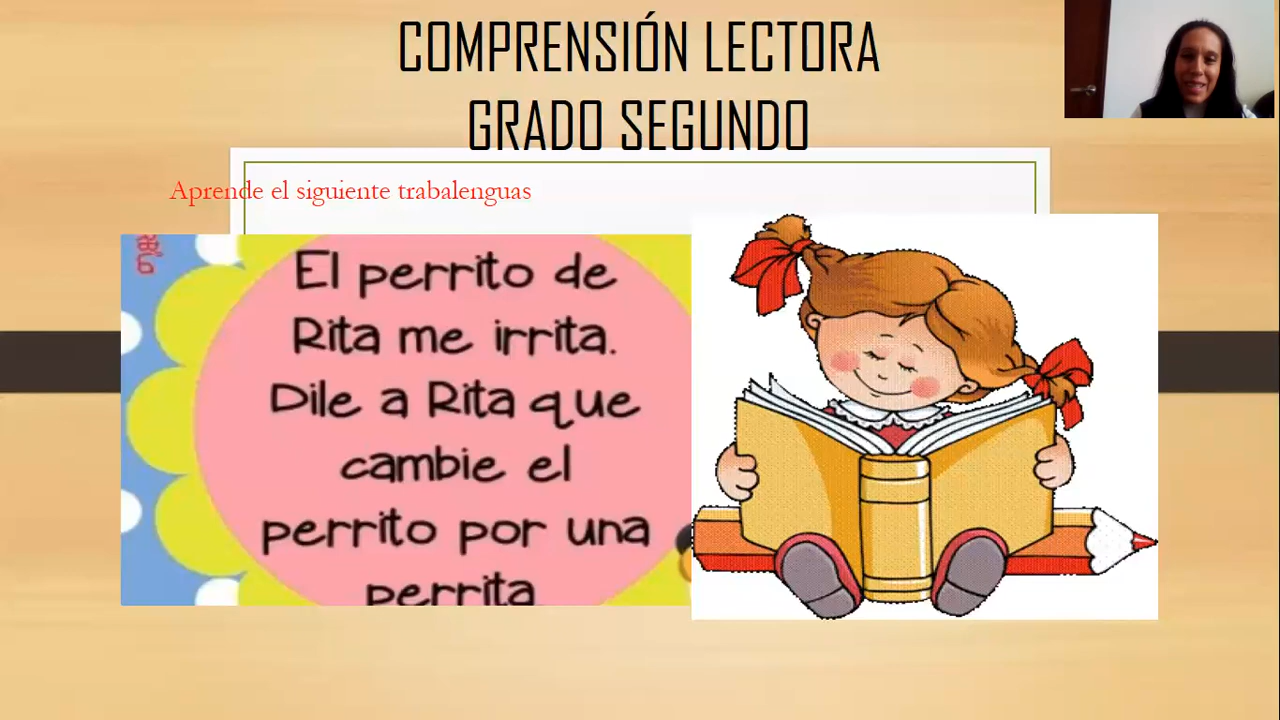 COMPRENSIÓN LECTORA
GRADO SEGUNDO
Aprende el siguiente trabalenguas
El perrito de
Rita me irrita.
Dile a Rita que
cambie el
perrito por una
perrita